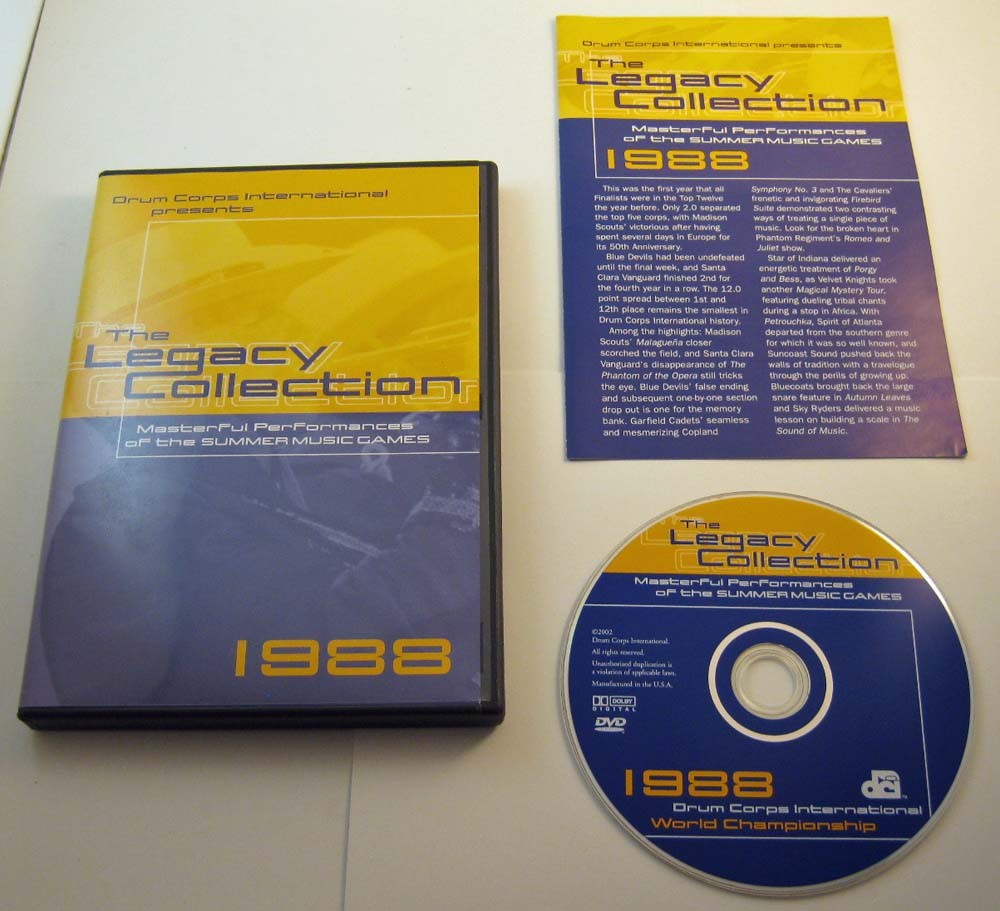 Drum Corps International
presents
The
Legacy
Collection
Masterful Performances
of the SUMMER MUSIC GAMES
1988
Drum Corps International presents
The
Legacy
Collection
Masterful Performances
of the SUMMER MUSIC GAMES
1988
This was the first year that all
Finalists were in the Top Twelve
the year before. Only 2.0 separated
the top five corps, with Madison
Scouts' victorious after having
spent several days in Europe for
its 50th Anniversary.
Blue Devils had been undefeated
until the final week, and Santa
Clara Vanguard finished 2nd for
the fourth year in a row. The 12.0
point spread between 1st and
12th place remains the smallest in
Drum Corps International history.
Among the highlights: Madison
Scouts' Malagueña closer
scorched the field, and Santa Clara
Vanguard's disappearance of The
Phantom of the Opera still tricks
the eye. Blue Devils' false ending
and subsequent one-by-one section
drop out is one for the memory
bank. Garfield Cadets' seamless
and mesmerizing Copland
Symphony No. 3 and The Cavaliers'
frenetic and invigorating Firebird
Suite demonstrated two contrasting
ways of treating a single piece of
music. Look for the broken heart in
Phantom Regiment's Romeo and
Juliet show.
Star of Indiana delivered an
energetic treatment of Porgy
and Bess, as Velvet Knights took
another Magical Mystery Tour,
featuring dueling tribal chants
during a stop in Africa. With
Petrouchka, Spirit of Atlanta
departed from the southern genre
for which it was so well known, and
Suncoast Sound pushed back the
walls of tradition with a travelogue
through the perils of growing up.
Bluecoats brought back the large
snare feature in Autumn Leaves
and Sky Ryders delivered a music
lesson on building a scale in The
Sound of Music.
The
Legacy
Collection
Masterful Performances
of the SUMMER MUSIC GAMES
©2002
Drum Corps International.
All rights reserved.
Unauthorized duplication is
a violation of applicable laws.
Manufactured in the U.S.A.
DOLBY
DIGITAL
DVD
1988
dci
Drum Corps International
World Championship